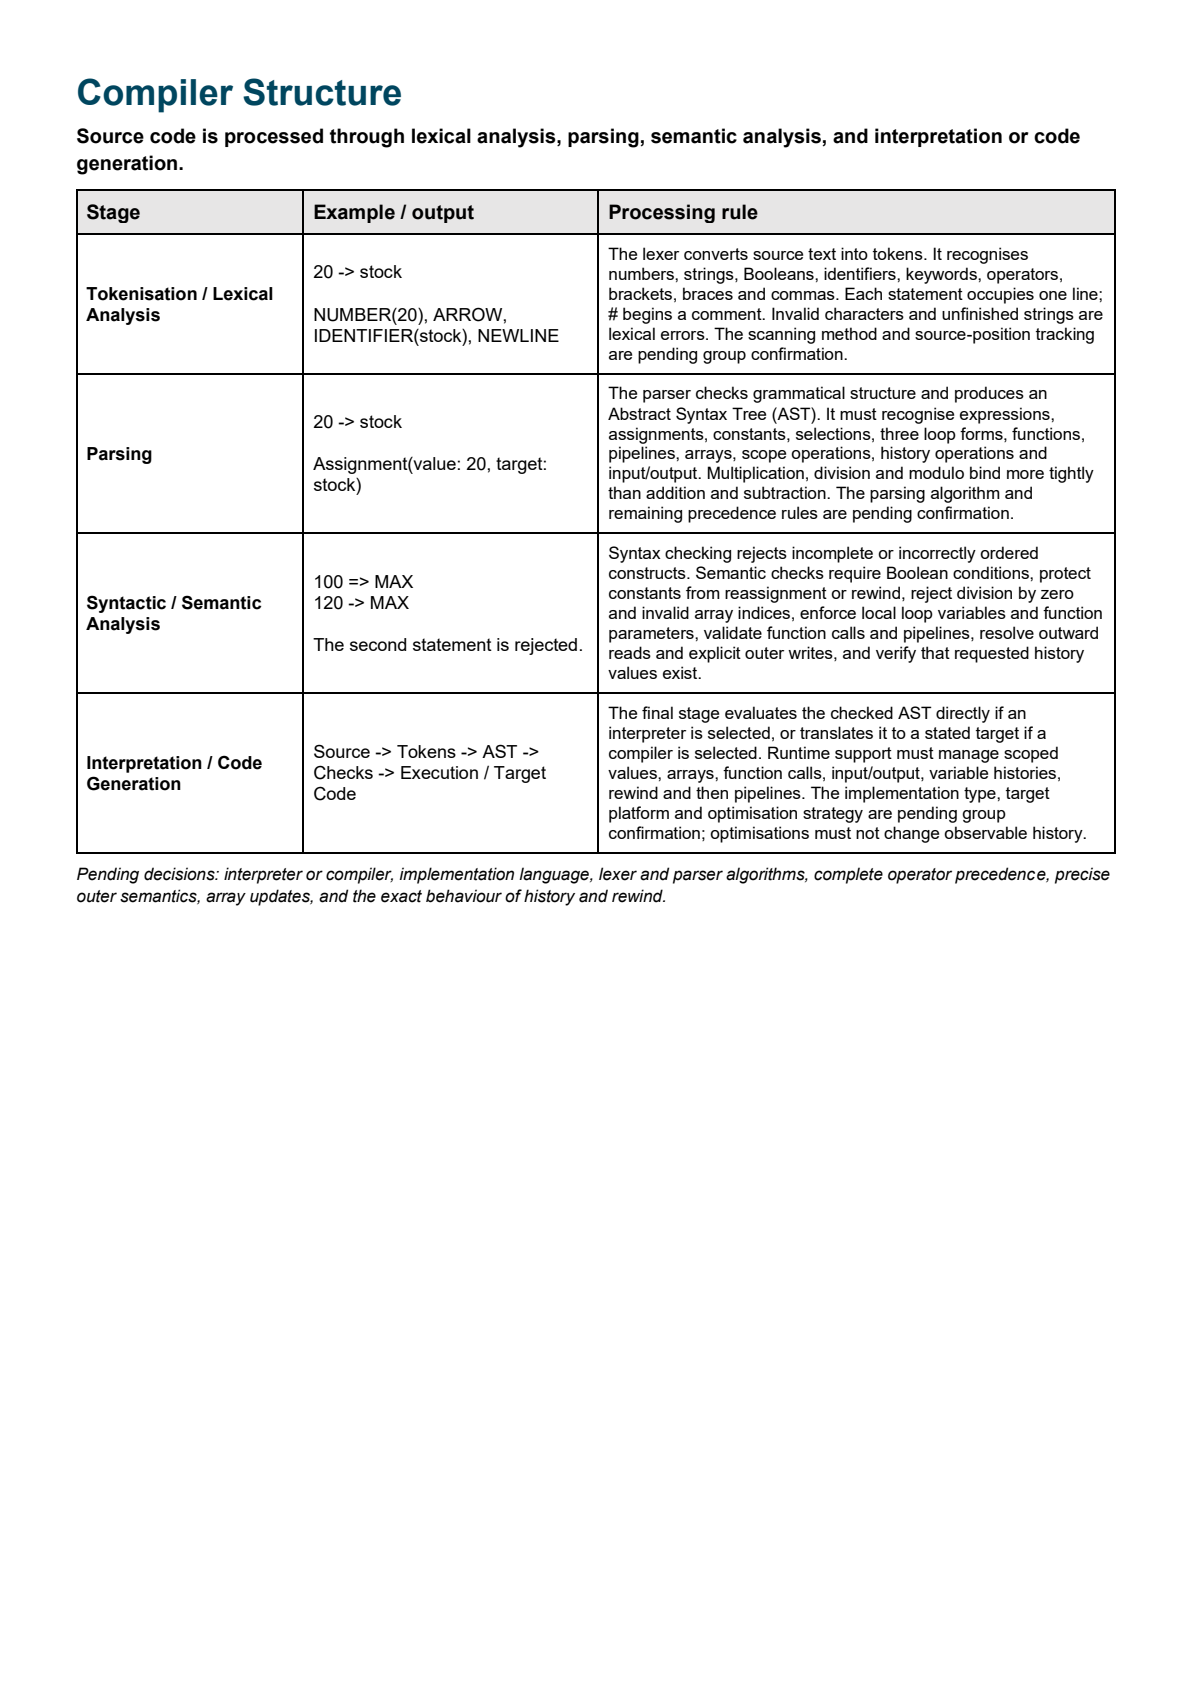 Compiler Structure
Source code is processed through lexical analysis, parsing, semantic analysis, and interpretation or code
generation.
Stage
Example / output
Processing rule
Tokenisation / Lexical
Analysis
20 -> stock
NUMBER(20), ARROW,
IDENTIFIER(stock), NEWLINE
The lexer converts source text into tokens. It recognises
numbers, strings, Booleans, identifiers, keywords, operators,
brackets, braces and commas. Each statement occupies one line;
# begins a comment. Invalid characters and unfinished strings are
lexical errors. The scanning method and source-position tracking
are pending group confirmation.
Parsing
20 -> stock
Assignment(value: 20, target:
stock)
The parser checks grammatical structure and produces an
Abstract Syntax Tree (AST). It must recognise expressions,
assignments, constants, selections, three loop forms, functions,
pipelines, arrays, scope operations, history operations and
input/output. Multiplication, division and modulo bind more tightly
than addition and subtraction. The parsing algorithm and
remaining precedence rules are pending confirmation.
Syntactic / Semantic
Analysis
100 => MAX
120 -> MAX
The second statement is rejected.
Syntax checking rejects incomplete or incorrectly ordered
constructs. Semantic checks require Boolean conditions, protect
constants from reassignment or rewind, reject division by zero
and invalid array indices, enforce local loop variables and function
parameters, validate function calls and pipelines, resolve outward
reads and explicit outer writes, and verify that requested history
values exist.
Interpretation / Code
Generation
Source -> Tokens -> AST ->
Checks -> Execution / Target
Code
The final stage evaluates the checked AST directly if an
interpreter is selected, or translates it to a stated target if a
compiler is selected. Runtime support must manage scoped
values, arrays, function calls, input/output, variable histories,
rewind and then pipelines. The implementation type, target
platform and optimisation strategy are pending group
confirmation; optimisations must not change observable history.
Pending decisions: interpreter or compiler, implementation language, lexer and parser algorithms, complete operator precedence, precise
outer semantics, array updates, and the exact behaviour of history and rewind.